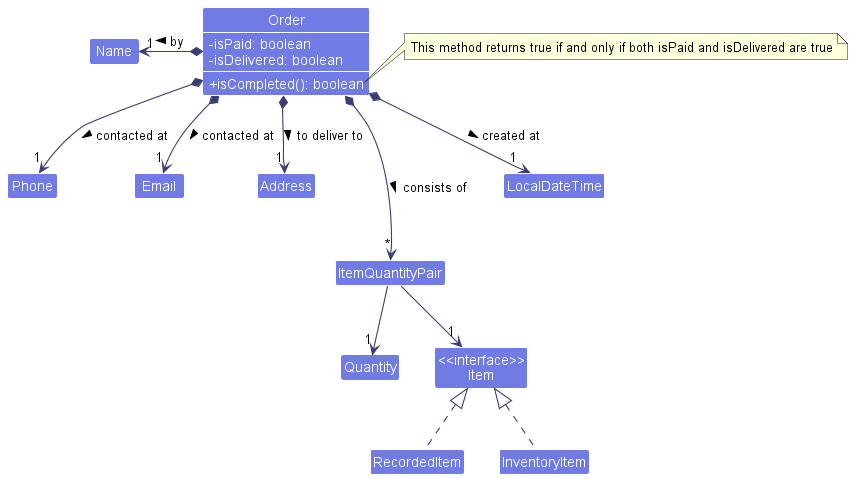 Order
-isPaid: boolean
-isDelivered: boolean
+isCompleted(): boolean
This method returns true if and only if both isPaid and isDelivered are true
Name
1
by
contacted at
contacted at
to deliver to
created at
1
1
1
1
Phone
Email
Address
LocalDateTime
consists of
*
ItemQuantityPair
1
1
Quantity
<<interface>>
Item
RecordedItem
InventoryItem